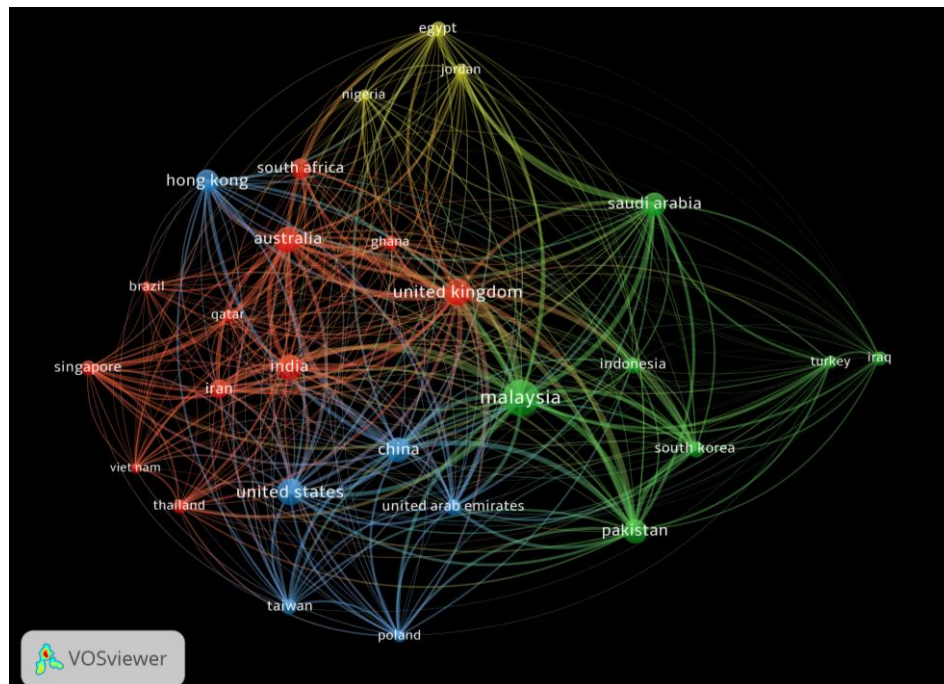 egypt
jordan
nigeria
south africa
hong kong
saudi arabia
australia
ghana
brazil
united kingdom
qatar
singapore
india
indonesia
turkey
iraq
iran
malaysia
china
south korea
viet nam
united states
thailand
united arab emirates
pakistan
taiwan
poland
VOSviewer